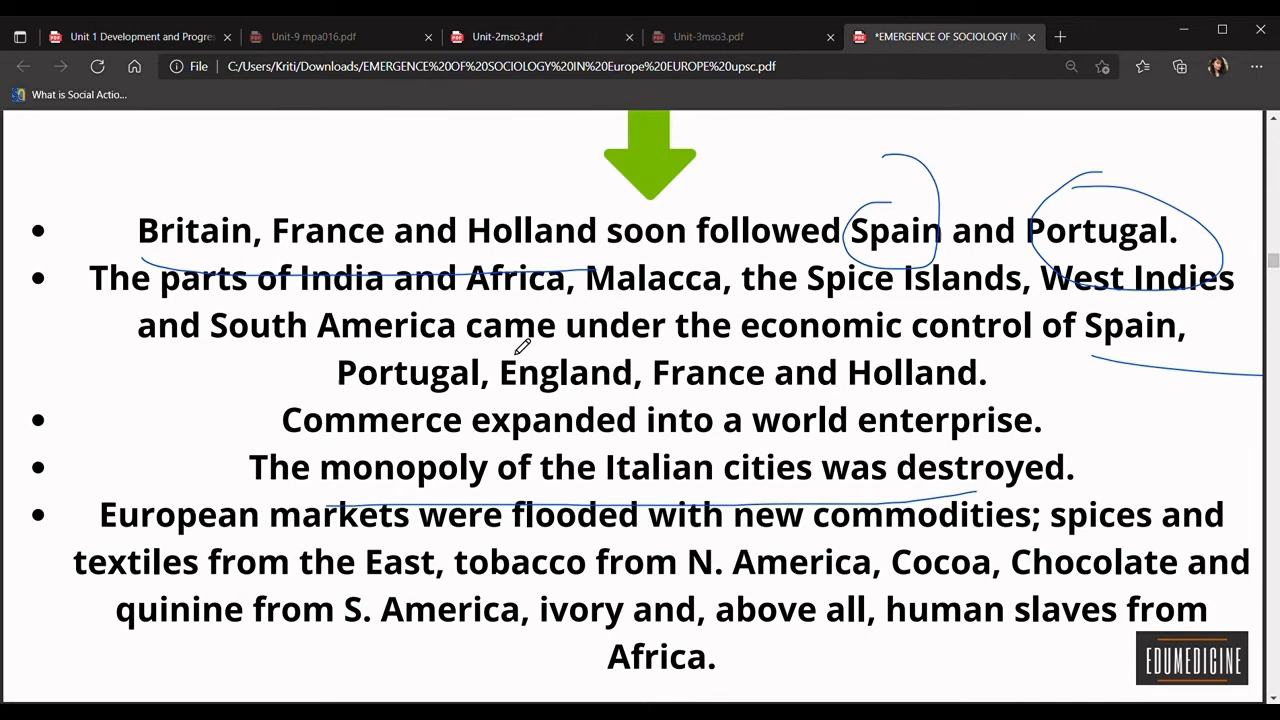 Unit 1 Development and Progres
Unit-9 mpa016.pdf
Unit-2mso3.pdf
Unit-3mso3.pdf
*EMERGENCE OF SOCIOLOGY IN
File
C:/Users/Kriti/Downloads/EMERGENCE%20OF%20SOCIOLOGY%20IN%20Europe%20EUROPE%20upsc.pdf
What is Social Actio...
• Britain, France and Holland soon followed Spain and Portugal.
• The parts of India and Africa, Malacca, the Spice Islands, West Indies
and South America came under the economic control of Spain,
Portugal, England, France and Holland.
• Commerce expanded into a world enterprise.
• The monopoly of the Italian cities was destroyed.
• European markets were flooded with new commodities; spices and
textiles from the East, tobacco from N. America, Cocoa, Chocolate and
quinine from S. America, ivory and, above all, human slaves from
Africa.
EDUMEDICINE